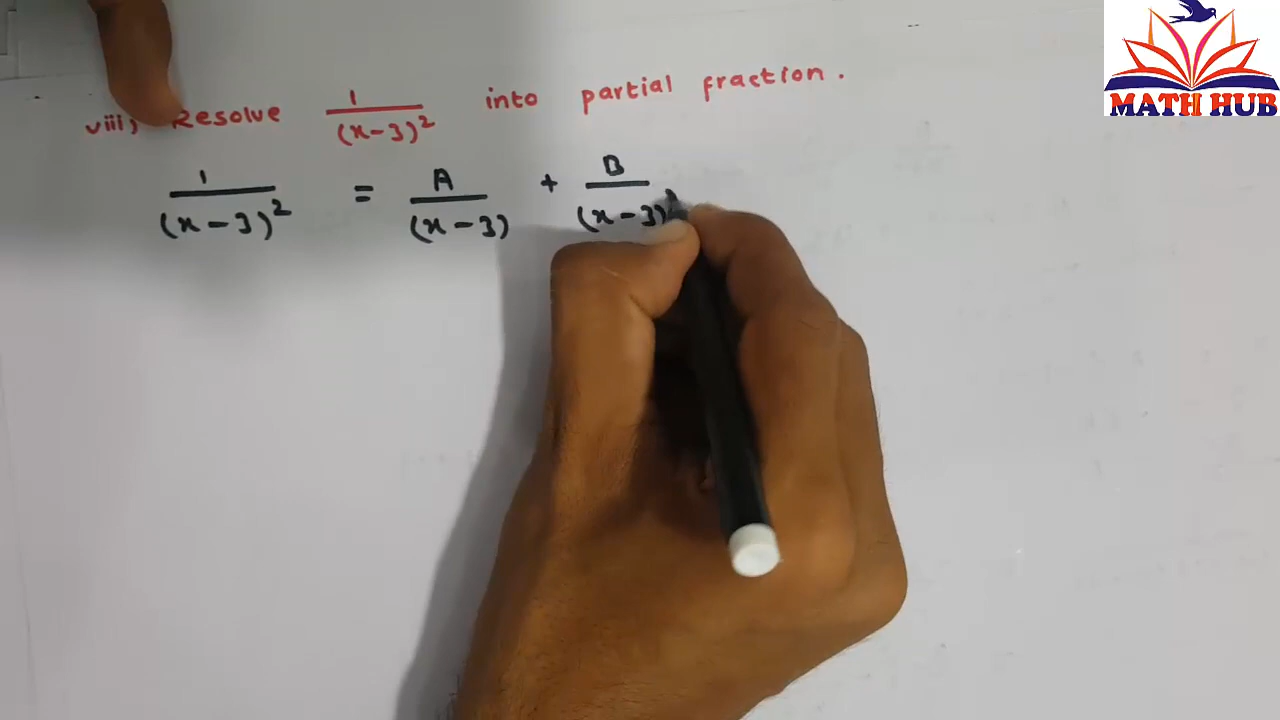 viii) Resolve 1/(x-3)² into partial fraction.
1/(x-3)² = A/(x-3) + B/(x-3)²
MATH HUB